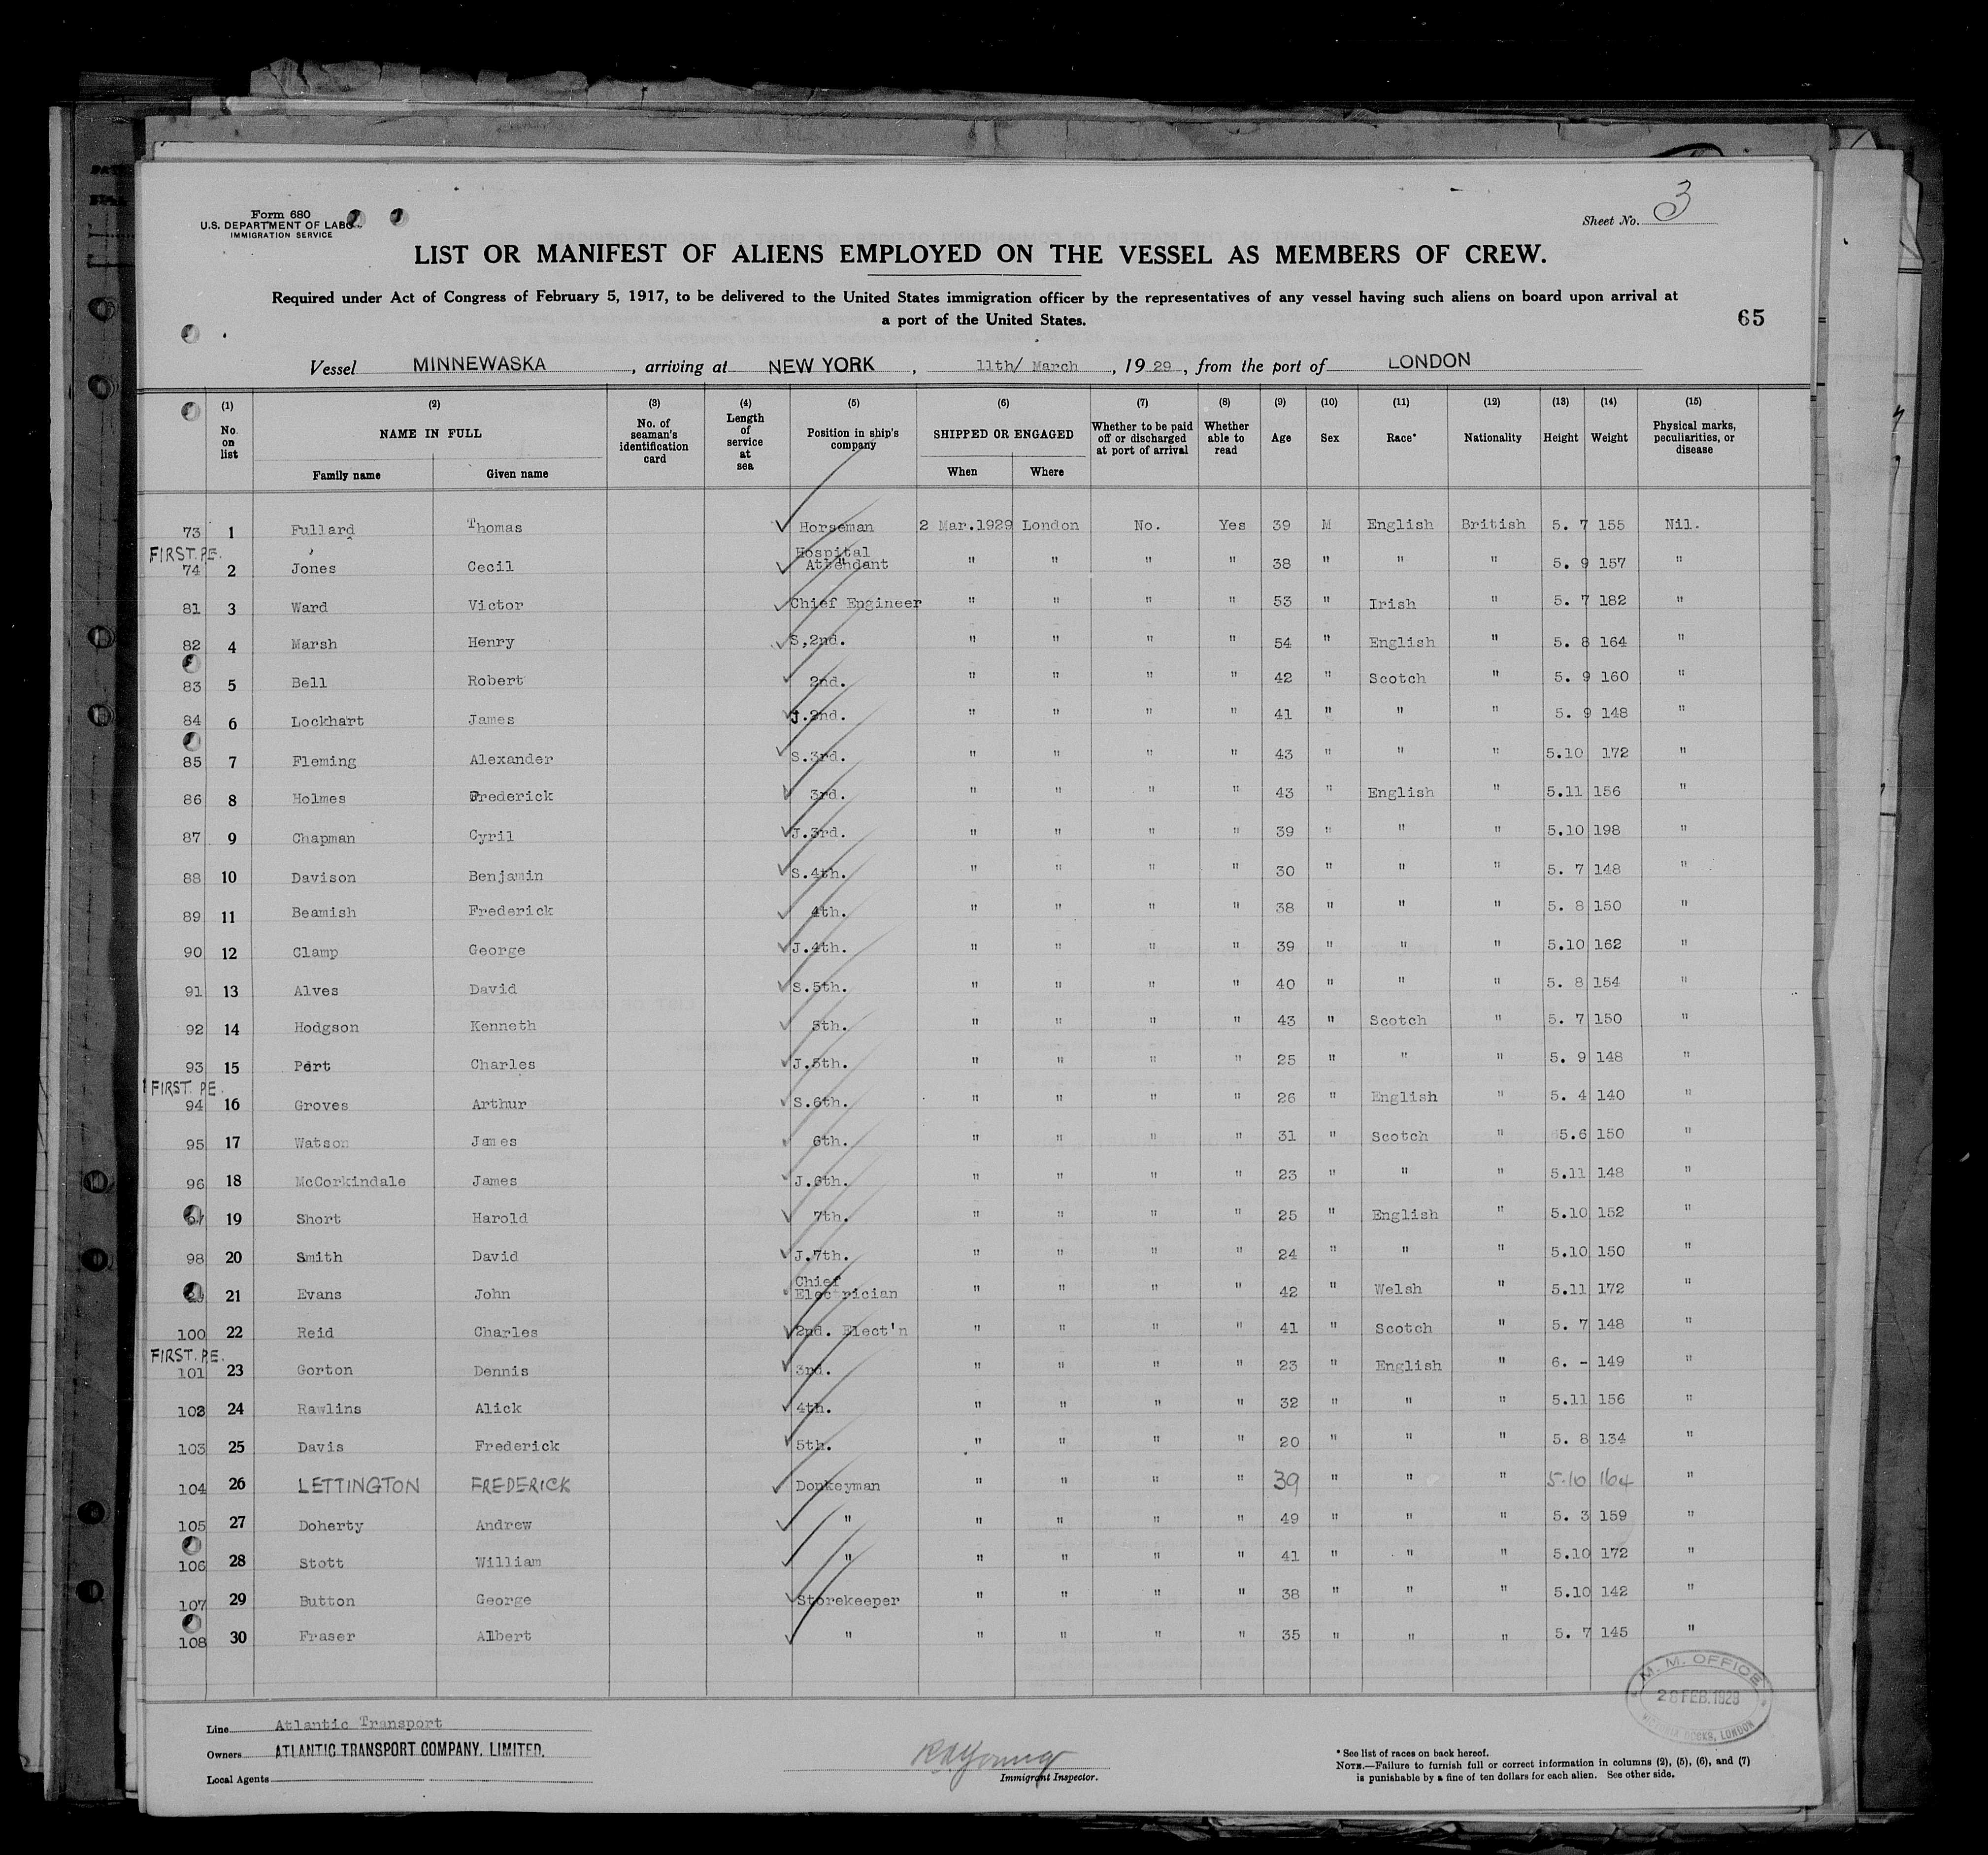 Form 680
U.S. DEPARTMENT OF LABO
IMMIGRATION SERVICE
Sheet No. 3
LIST OR MANIFEST OF ALIENS EMPLOYED ON THE VESSEL AS MEMBERS OF CREW.
Required under Act of Congress of February 5, 1917, to be delivered to the United States immigration officer by the representatives of any vessel having such aliens on board upon arrival at
a port of the United States.
65
Vessel MINNEWASKA, arriving at NEW YORK, 11th/ March, 1929, from the port of LONDON
(1) (2) (3) (4) (5) (6) (7) (8) (9) (10) (11) (12) (13) (14) (15)
No. on list NAME IN FULL Family name Given name No. of seaman's identification card Length of service at sea Position in ship's company SHIPPED OR ENGAGED When Where Whether to be paid off or discharged at port of arrival Whether able to read Age Sex Race* Nationality Height Weight Physical marks, peculiarities, or disease
73 1 Fullard Thomas Horseman 2 Mar.1929 London No. Yes 39 M English British 5. 7 155 Nil.
FIRST. P.E.
74 2 Jones Cecil Hospital Attendant " " " " 38 " " " 5. 9 157 "
81 3 Ward Victor Chief Engineer " " " " 53 " Irish " 5. 7 182 "
82 4 Marsh Henry S,2nd. " " " " 54 " English " 5. 8 164 "
83 5 Bell Robert 2nd. " " " " 42 " Scotch " 5. 9 160 "
84 6 Lockhart James J.2nd. " " " " 41 " " " 5. 9 148 "
85 7 Fleming Alexander S.3rd. " " " " 43 " " " 5.10 172 "
86 8 Holmes Frederick 3rd. " " " " 43 " English " 5.11 156 "
87 9 Chapman Cyril J.3rd. " " " " 39 " " " 5.10 198 "
88 10 Davison Benjamin S.4th. " " " " 30 " " " 5. 7 148 "
89 11 Beamish Frederick 4th. " " " " 38 " " " 5. 8 150 "
90 12 Clamp George J.4th. " " " " 39 " " " 5.10 162 "
91 13 Alves David S.5th. " " " " 40 " " " 5. 8 154 "
92 14 Hodgson Kenneth 5th. " " " " 43 " Scotch " 5. 7 150 "
93 15 Pert Charles J.5th. " " " " 25 " " " 5. 9 148 "
FIRST. P.E.
94 16 Groves Arthur S.6th. " " " " 26 " English " 5. 4 140 "
95 17 Watson James 6th. " " " " 31 " Scotch " 5.6 150 "
96 18 McCorkindale James J.6th. " " " " 23 " " " 5.11 148 "
19 Short Harold 7th. " " " " 25 " English " 5.10 152 "
98 20 Smith David J.7th. " " " " 24 " " " 5.10 150 "
21 Evans John Chief Electrician " " " " 42 " Welsh " 5.11 172 "
100 22 Reid Charles 2nd. Elect'n " " " " 41 " Scotch " 5. 7 148 "
FIRST. P.E.
101 23 Gorton Dennis 3rd. " " " " 23 " English " 6. - 149 "
102 24 Rawlins Alick 4th. " " " " 32 " " " 5.11 156 "
103 25 Davis Frederick 5th. " " " " 20 " " " 5. 8 134 "
104 26 LETTINGTON FREDERICK Donkeyman " " " " 39 " " " 5.10 164 "
105 27 Doherty Andrew " " " " " 49 " " " 5. 3 159 "
106 28 Stott William " " " " " 41 " " " 5.10 172 "
107 29 Button George Storekeeper " " " " 38 " " " 5.10 142 "
108 30 Fraser Albert " " " " " 35 " " " 5. 7 145 "
M. M. OFFICE
28 FEB.1929
VICTORIA DOCKS, LONDON
Line Atlantic Transport
Owners ATLANTIC TRANSPORT COMPANY, LIMITED.
Local Agents
Immigrant Inspector.
* See list of races on back hereof.
NOTE.—Failure to furnish full or correct information in columns (2), (5), (6), and (7)
is punishable by a fine of ten dollars for each alien. See other side.